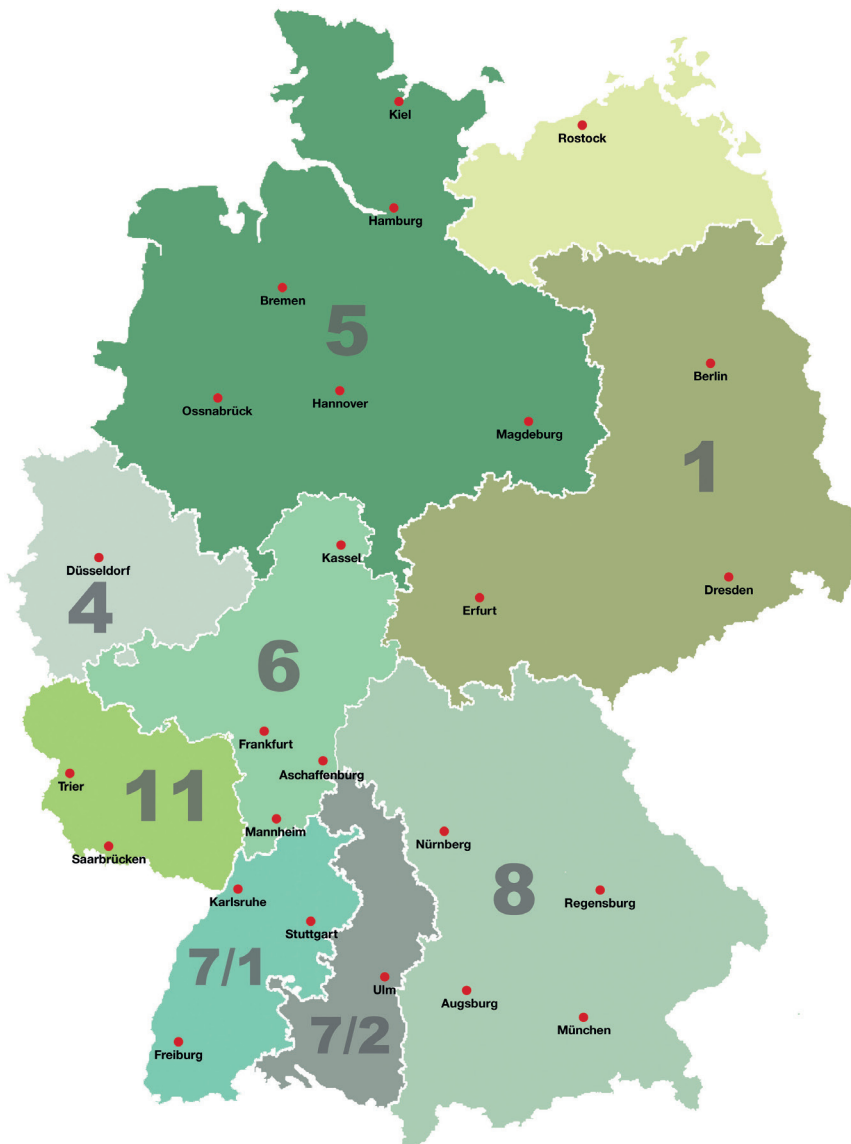 Kiel
Rostock
Hamburg
Bremen
5
Berlin
Ossnabrück
Hannover
Magdeburg
1
Kassel
Düsseldorf
4
Erfurt
Dresden
6
Frankfurt
Aschaffenburg
Trier
11
Mannheim
Nürnberg
Saarbrücken
8
Karlsruhe
Regensburg
Stuttgart
7/1
Ulm
Augsburg
7/2
München
Freiburg